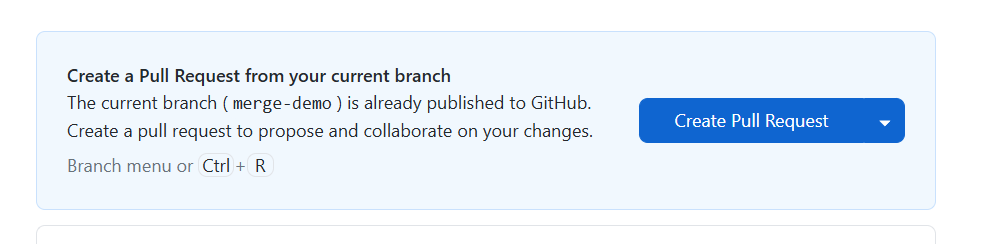 Create a Pull Request from your current branch
The current branch ( merge-demo ) is already published to GitHub.
Create a pull request to propose and collaborate on your changes.
Create Pull Request
Branch menu or Ctrl + R